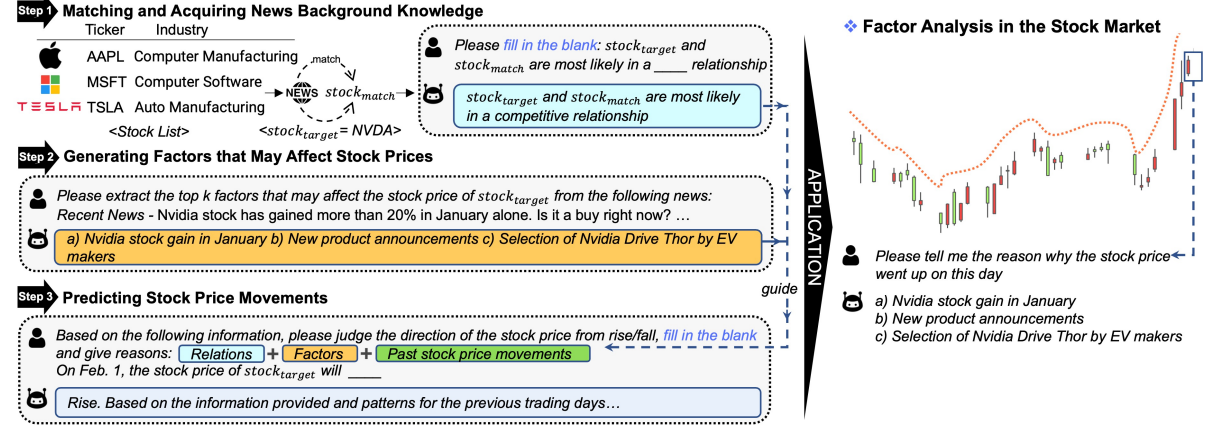 Step 1 Matching and Acquiring News Background Knowledge
Ticker Industry
AAPL Computer Manufacturing
MSFT Computer Software
TESLA TSLA Auto Manufacturing
<Stock List>
match
NEWS stock_match
<stock_target = NVDA>
Please fill in the blank: stock_target and
stock_match are most likely in a ____ relationship
stock_target and stock_match are most likely
in a competitive relationship
Step 2 Generating Factors that May Affect Stock Prices
Please extract the top k factors that may affect the stock price of stock_target from the following news:
Recent News - Nvidia stock has gained more than 20% in January alone. Is it a buy right now? …
a) Nvidia stock gain in January b) New product announcements c) Selection of Nvidia Drive Thor by EV
makers
guide
Step 3 Predicting Stock Price Movements
Based on the following information, please judge the direction of the stock price from rise/fall, fill in the blank
and give reasons: Relations + Factors + Past stock price movements
On Feb. 1, the stock price of stock_target will ____
Rise. Based on the information provided and patterns for the previous trading days…
APPLICATION
❖ Factor Analysis in the Stock Market
Please tell me the reason why the stock price
went up on this day
a) Nvidia stock gain in January
b) New product announcements
c) Selection of Nvidia Drive Thor by EV makers